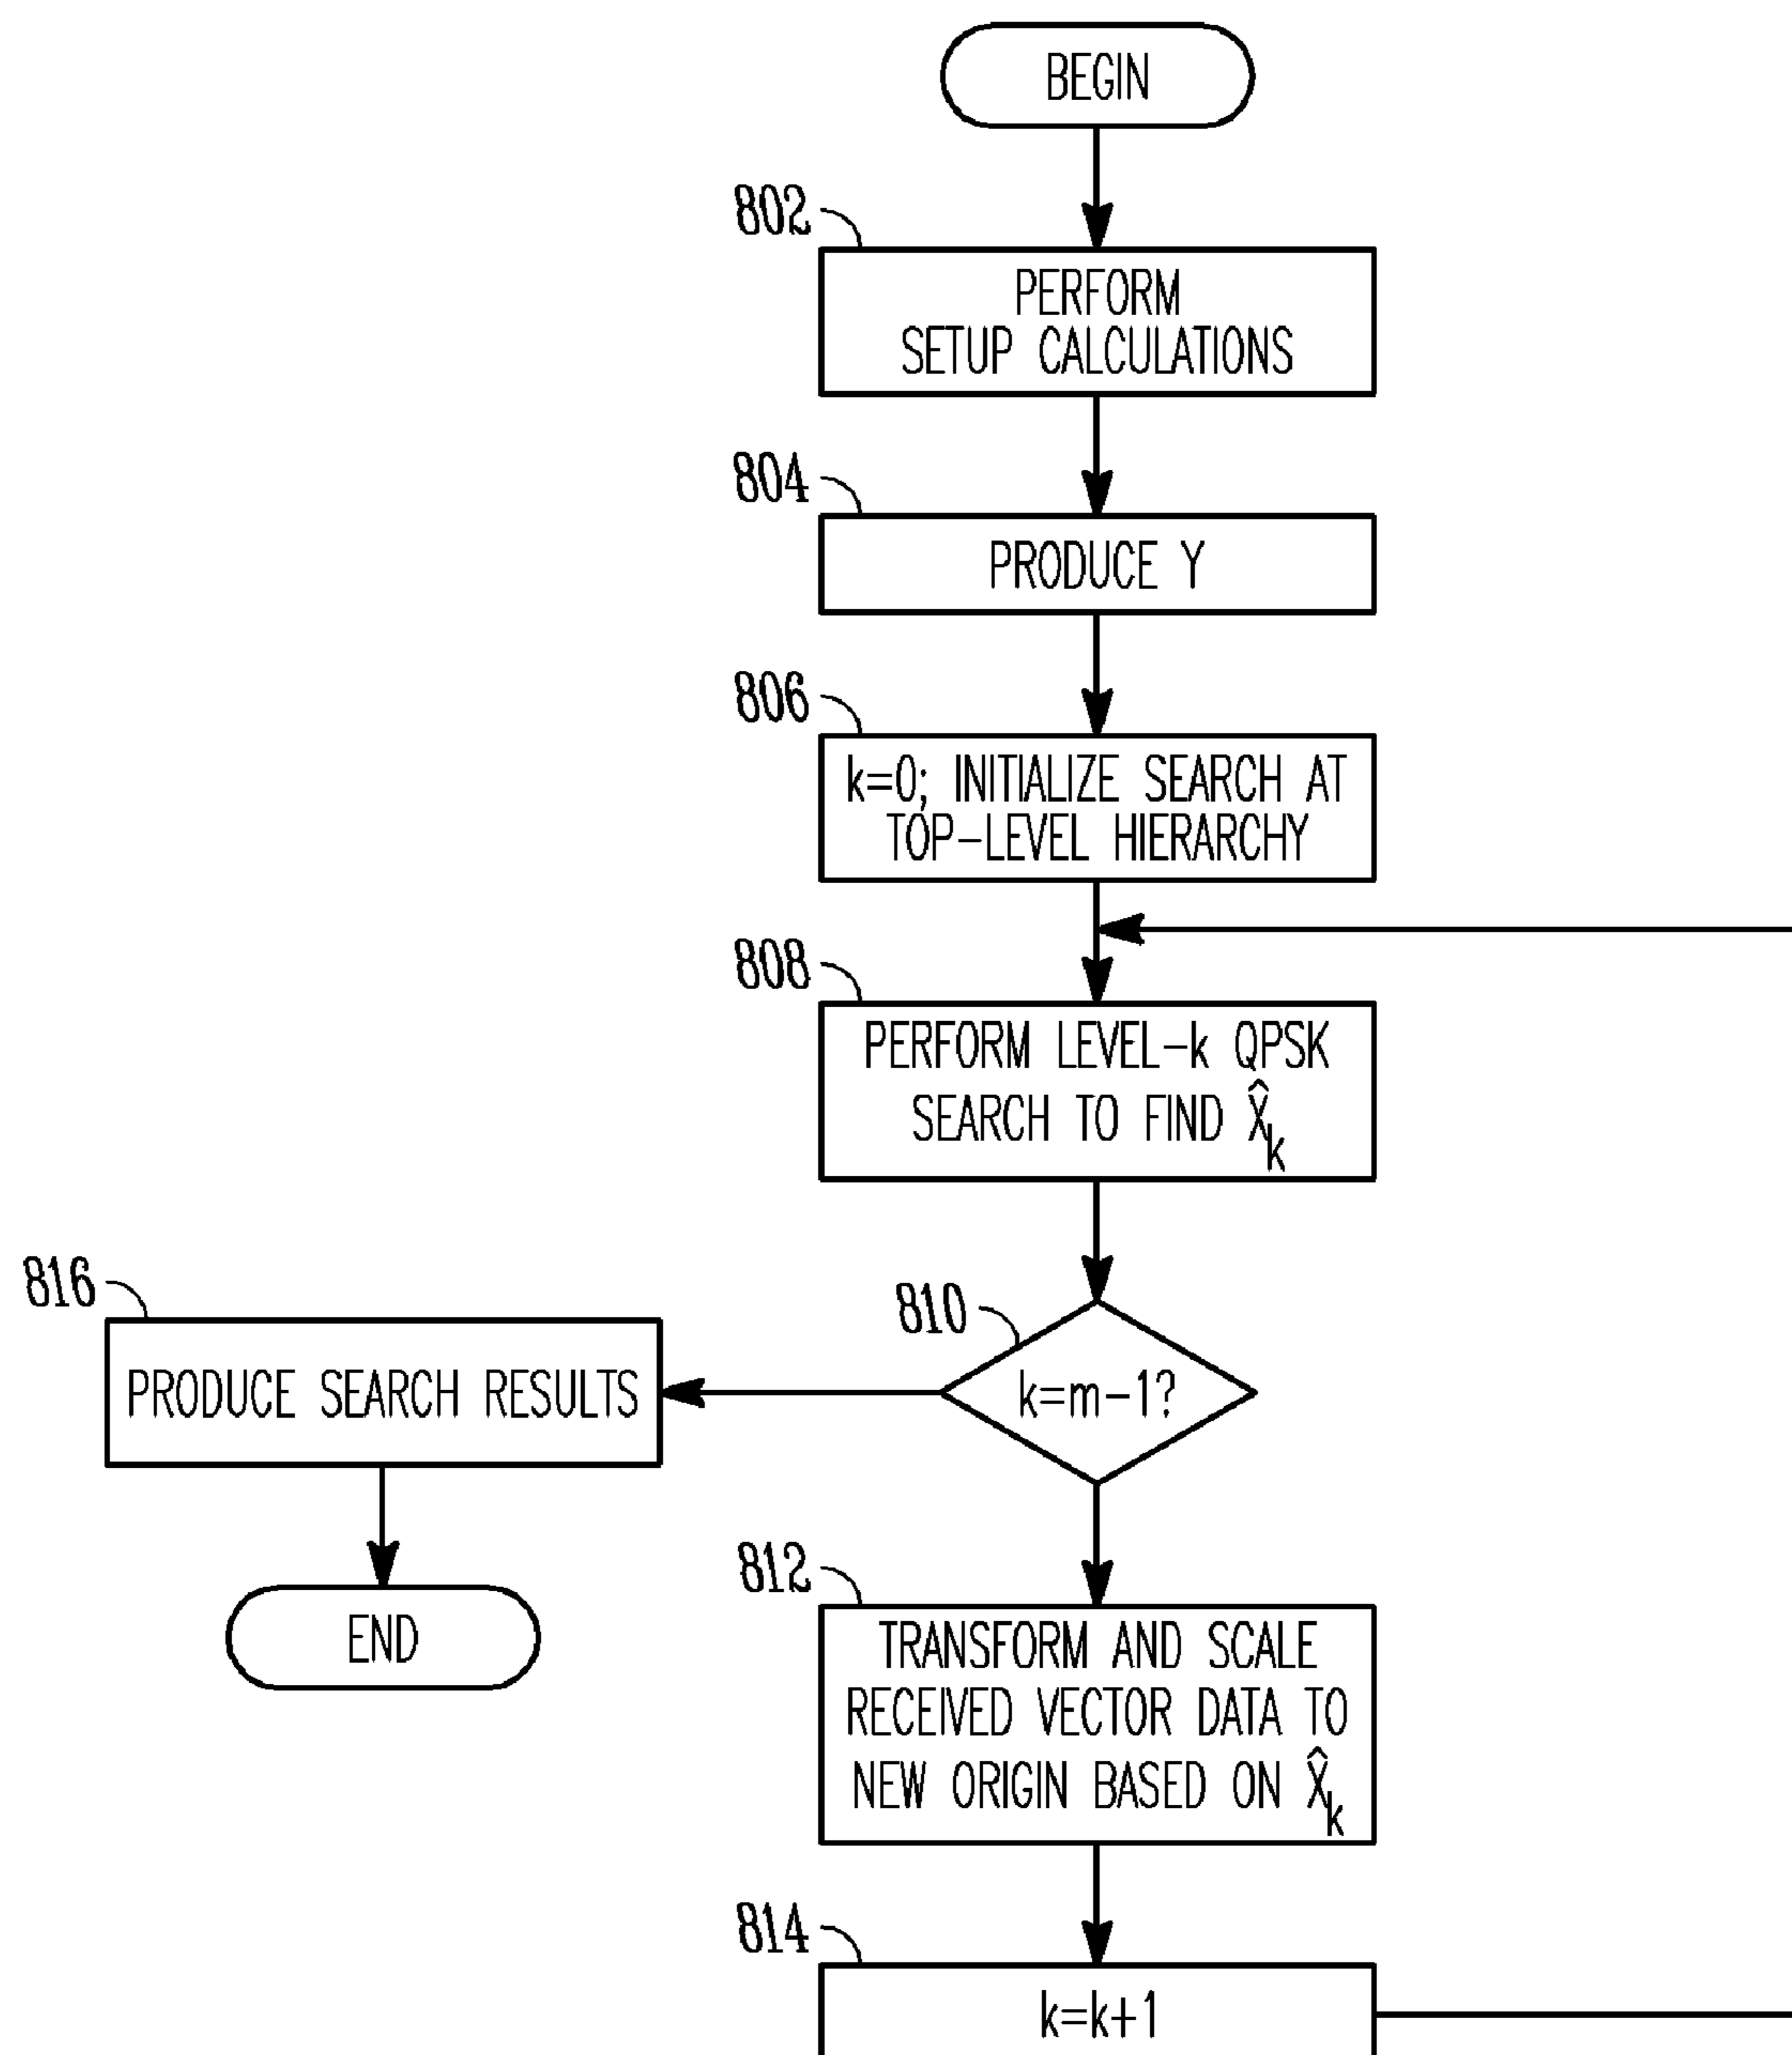 BEGIN
802
PERFORM
SETUP CALCULATIONS
804
PRODUCE Y
806
k=0; INITIALIZE SEARCH AT
TOP-LEVEL HIERARCHY
808
PERFORM LEVEL-k QPSK
SEARCH TO FIND X̂k
816
PRODUCE SEARCH RESULTS
810
k=m-1?
END
812
TRANSFORM AND SCALE
RECEIVED VECTOR DATA TO
NEW ORIGIN BASED ON X̂k
814
k=k+1